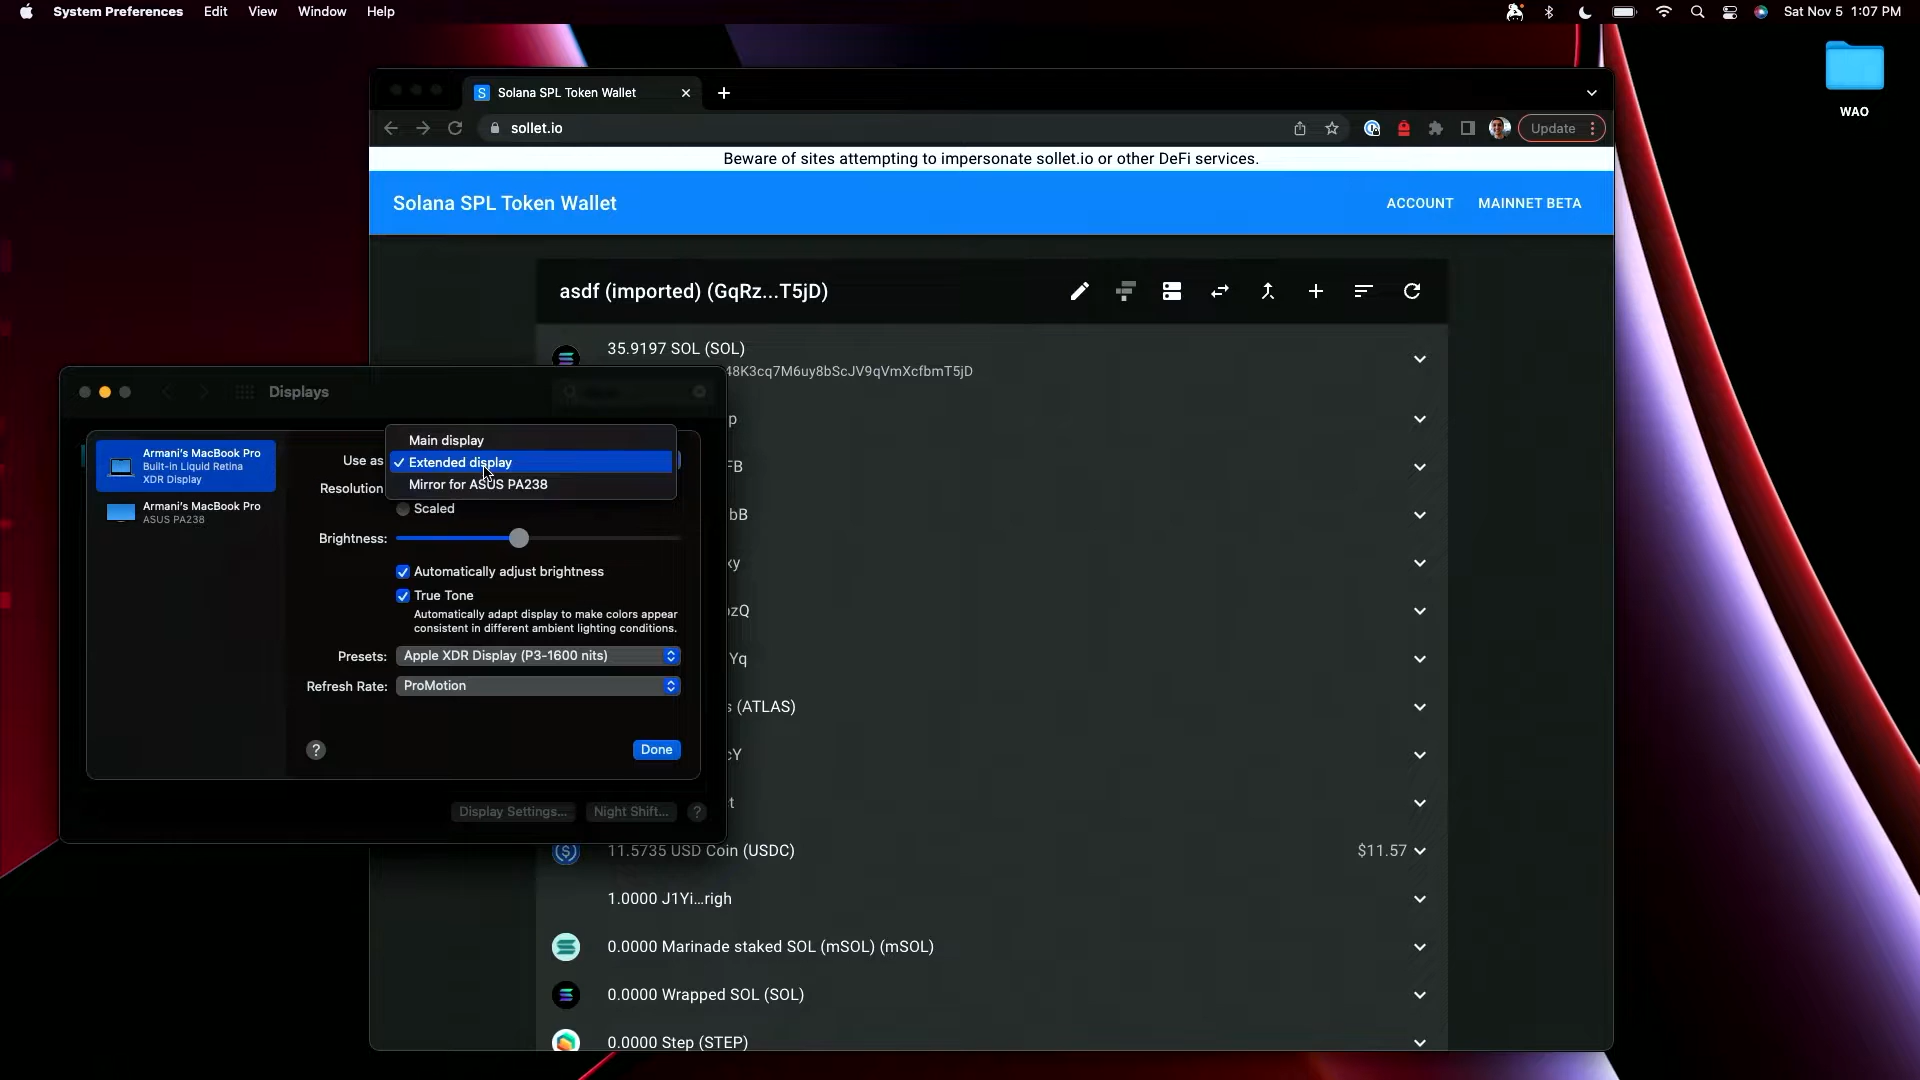 System Preferences Edit View Window Help
Sat Nov 5 1:07 PM
WAO
Solana SPL Token Wallet
sollet.io
Update
Beware of sites attempting to impersonate sollet.io or other DeFi services.
Solana SPL Token Wallet
ACCOUNT
MAINNET BETA
asdf (imported) (GqRz...T5jD)
35.9197 SOL (SOL)
48K3cq7M6uy8bScJV9qVmXcfbmT5jD
p
FB
bB
xy
ozQ
Yq
s (ATLAS)
cY
t
11.5735 USD Coin (USDC)
$11.57
1.0000 J1Yi...righ
0.0000 Marinade staked SOL (mSOL) (mSOL)
0.0000 Wrapped SOL (SOL)
0.0000 Step (STEP)
Displays
Armani's MacBook Pro
Built-in Liquid Retina
XDR Display
Armani's MacBook Pro
ASUS PA238
Use as
Main display
Extended display
Mirror for ASUS PA238
Resolution
Scaled
Brightness:
Automatically adjust brightness
True Tone
Automatically adapt display to make colors appear
consistent in different ambient lighting conditions.
Presets: Apple XDR Display (P3-1600 nits)
Refresh Rate: ProMotion
?
Done
Display Settings...
Night Shift...
?